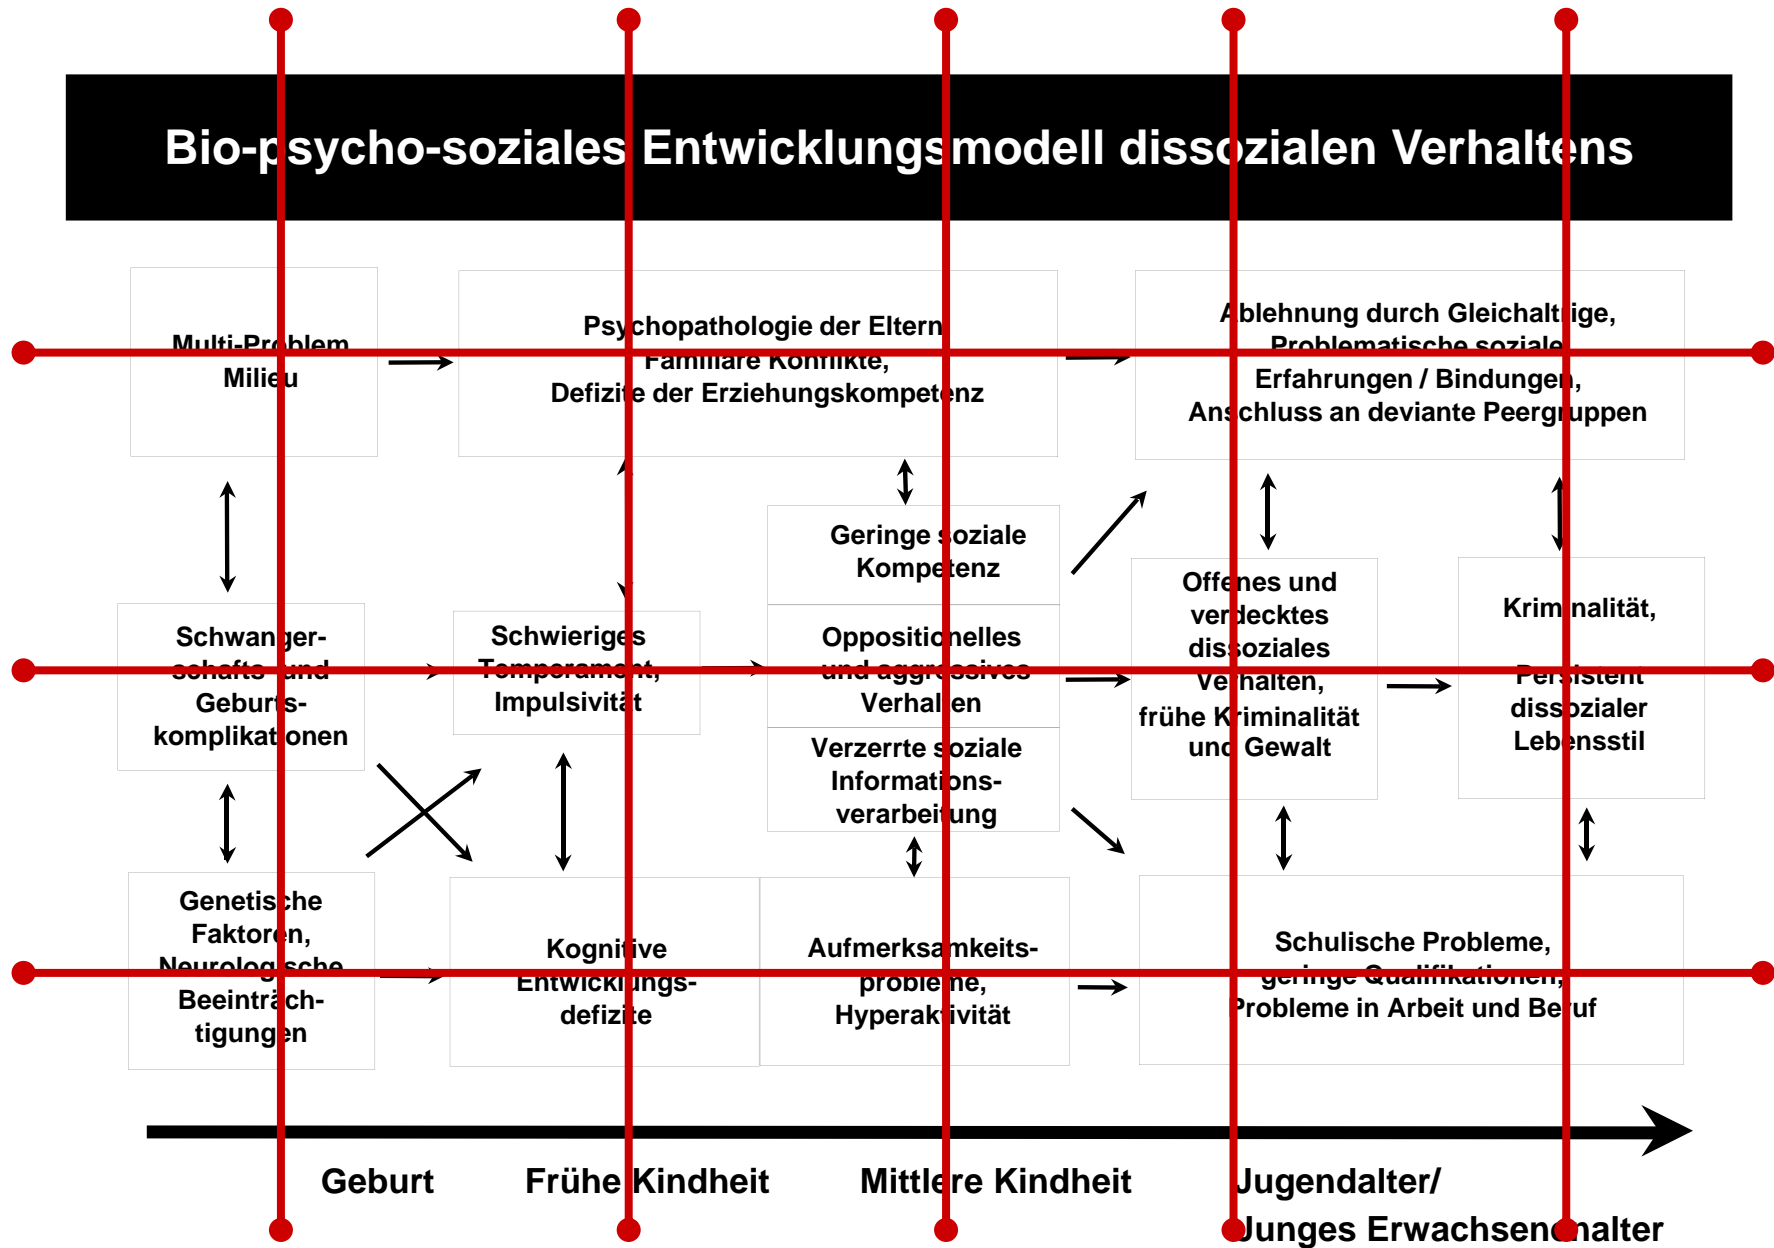 Bio-psycho-soziales Entwicklungsmodell dissozialen Verhaltens
Multi-Problem
Milieu
Psychopathologie der Eltern
Familiäre Konflikte,
Defizite der Erziehungskompetenz
Ablehnung durch Gleichaltrige,
Problematische soziale
Erfahrungen / Bindungen,
Anschluss an deviante Peergruppen
Schwanger-
schafts- und
Geburts-
komplikationen
Schwieriges
Temperament,
Impulsivität
Geringe soziale
Kompetenz
Oppositionelles
und aggressives
Verhalten
Verzerrte soziale
Informations-
verarbeitung
Offenes und
verdecktes
dissoziales
Verhalten,
frühe Kriminalität
und Gewalt
Kriminalität,
Persistent
dissozialer
Lebensstil
Genetische
Faktoren,
Neurologische
Beeinträch-
tigungen
Kognitive
Entwicklungs-
defizite
Aufmerksamkeits-
probleme,
Hyperaktivität
Schulische Probleme,
geringe Qualifikationen,
Probleme in Arbeit und Beruf
Geburt
Frühe Kindheit
Mittlere Kindheit
Jugendalter/
Junges Erwachsenenalter